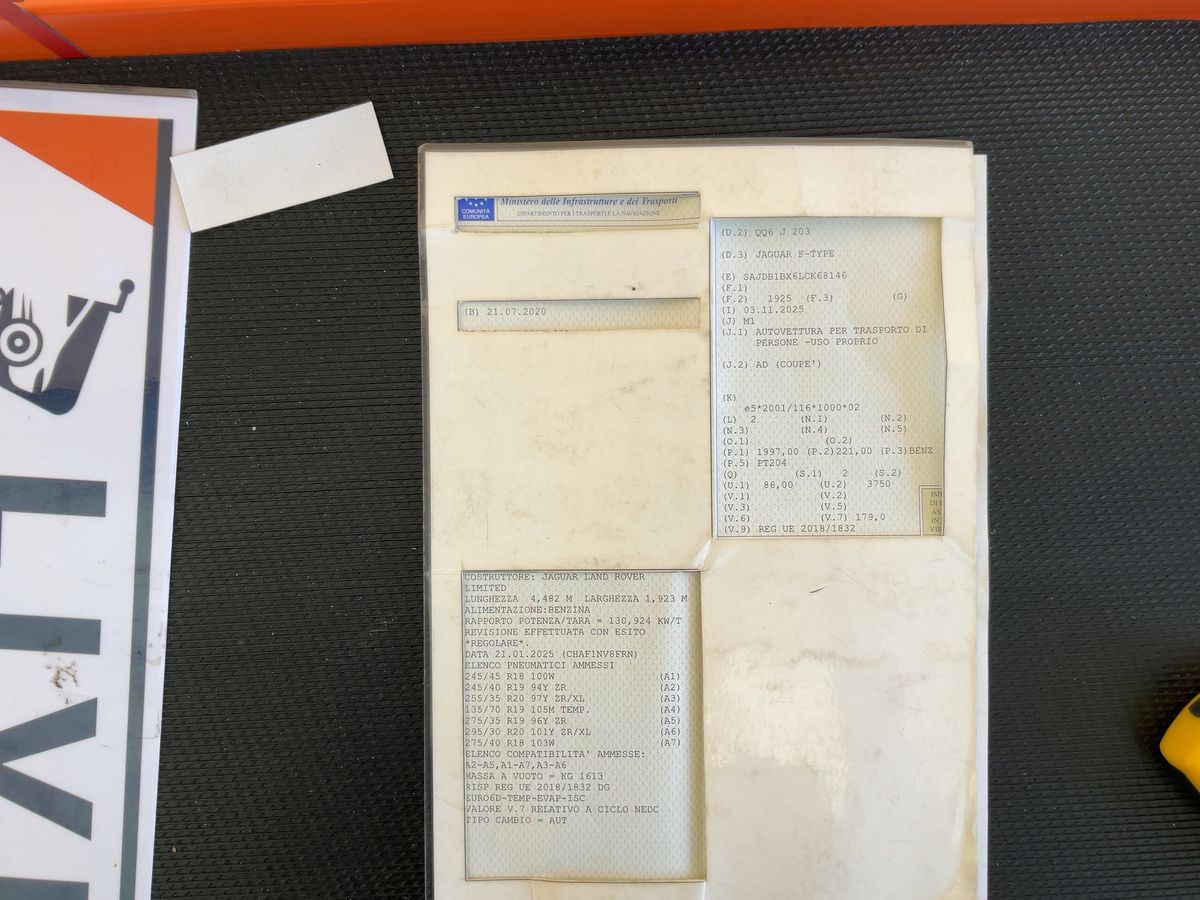 COMUNITÀ
EUROPEA
Ministero delle Infrastrutture e dei Trasporti
DIPARTIMENTO PER I TRASPORTI E LA NAVIGAZIONE
(B) 21.07.2020
(D.2) QQ6 J 203
(D.3) JAGUAR F-TYPE
(E) SAJDB1BX6LCK68146
(F.1)
(F.2) 1925 (F.3) (G)
(I) 03.11.2025
(J) M1
(J.1) AUTOVETTURA PER TRASPORTO DI
PERSONE -USO PROPRIO
(J.2) AD (COUPE')
(K)
e5*2001/116*1000*02
(L) 2 (N.1) (N.2)
(N.3) (N.4) (N.5)
(O.1) (O.2)
(P.1) 1997,00 (P.2)221,00 (P.3)BENZ
(P.5) PT204
(Q) (S.1) 2 (S.2)
(U.1) 86,00 (U.2) 3750
(V.1) (V.2)
(V.3) (V.5)
(V.6) (V.7) 179,0
(V.9) REG UE 2018/1832
IMI
DI I
AS
IN
VIE
COSTRUTTORE: JAGUAR LAND ROVER
LIMITED
LUNGHEZZA 4,482 M LARGHEZZA 1,923 M
ALIMENTAZIONE:BENZINA
RAPPORTO POTENZA/TARA = 130,924 KW/T
REVISIONE EFFETTUATA CON ESITO
*REGOLARE*.
DATA 21.01.2025 (CHAF1NV8FRN)
ELENCO PNEUMATICI AMMESSI
245/45 R18 100W (A1)
245/40 R19 94Y ZR (A2)
255/35 R20 97Y ZR/XL (A3)
135/70 R19 105M TEMP. (A4)
275/35 R19 96Y ZR (A5)
295/30 R20 101Y ZR/XL (A6)
275/40 R18 103W (A7)
ELENCO COMPATIBILITA' AMMESSE:
A2-A5,A1-A7,A3-A6
MASSA A VUOTO = KG 1613
RISP REG UE 2018/1832 DG
EURO6D-TEMP-EVAP-ISC
VALORE V.7 RELATIVO A CICLO NEDC
TIPO CAMBIO = AUT